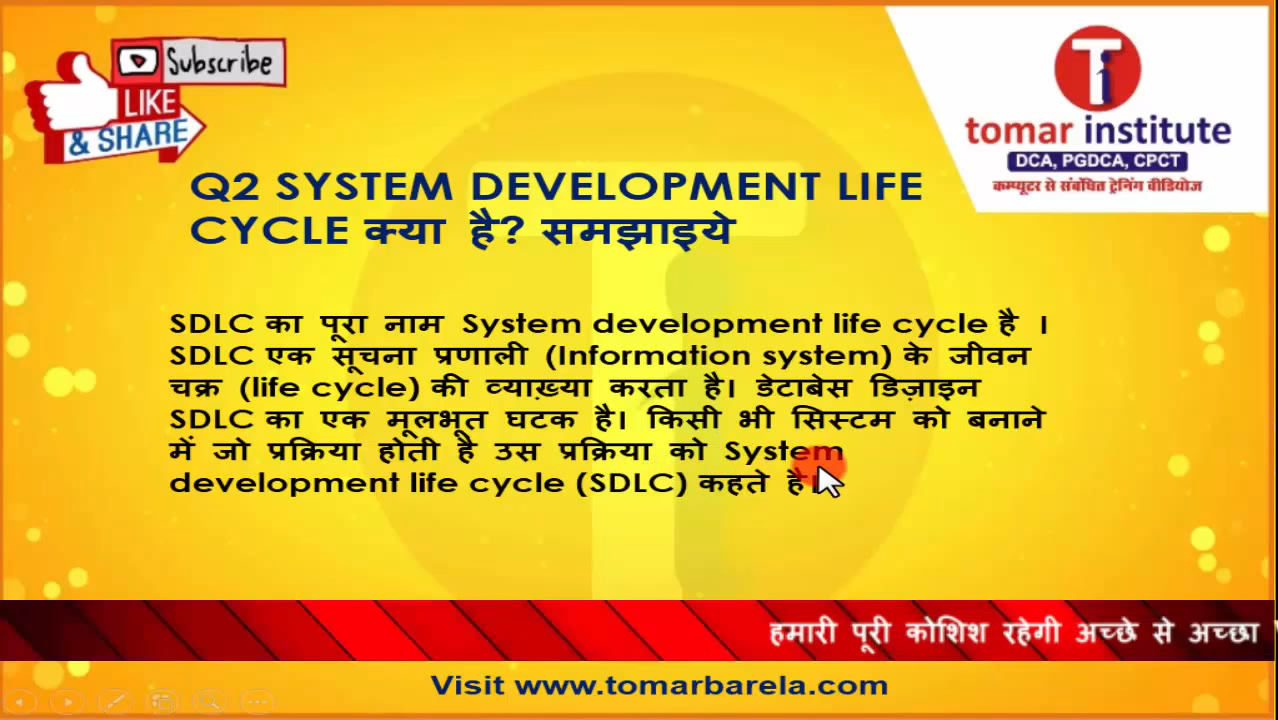 Subscribe
LIKE
& SHARE
Ti
tomar institute
DCA, PGDCA, CPCT
कम्प्यूटर से संबंधित ट्रेनिंग वीडियोज
Q2 SYSTEM DEVELOPMENT LIFE
CYCLE क्या है? समझाइये
SDLC का पूरा नाम System development life cycle है ।
SDLC एक सूचना प्रणाली (Information system) के जीवन
चक्र (life cycle) की व्याख़्या करता है। डेटाबेस डिज़ाइन
SDLC का एक मूलभूत घटक है। किसी भी सिस्टम को बनाने
में जो प्रक्रिया होती है उस प्रक्रिया को System
development life cycle (SDLC) कहते है।
हमारी पूरी कोशिश रहेगी अच्छे से अच्छा
Visit www.tomarbarela.com